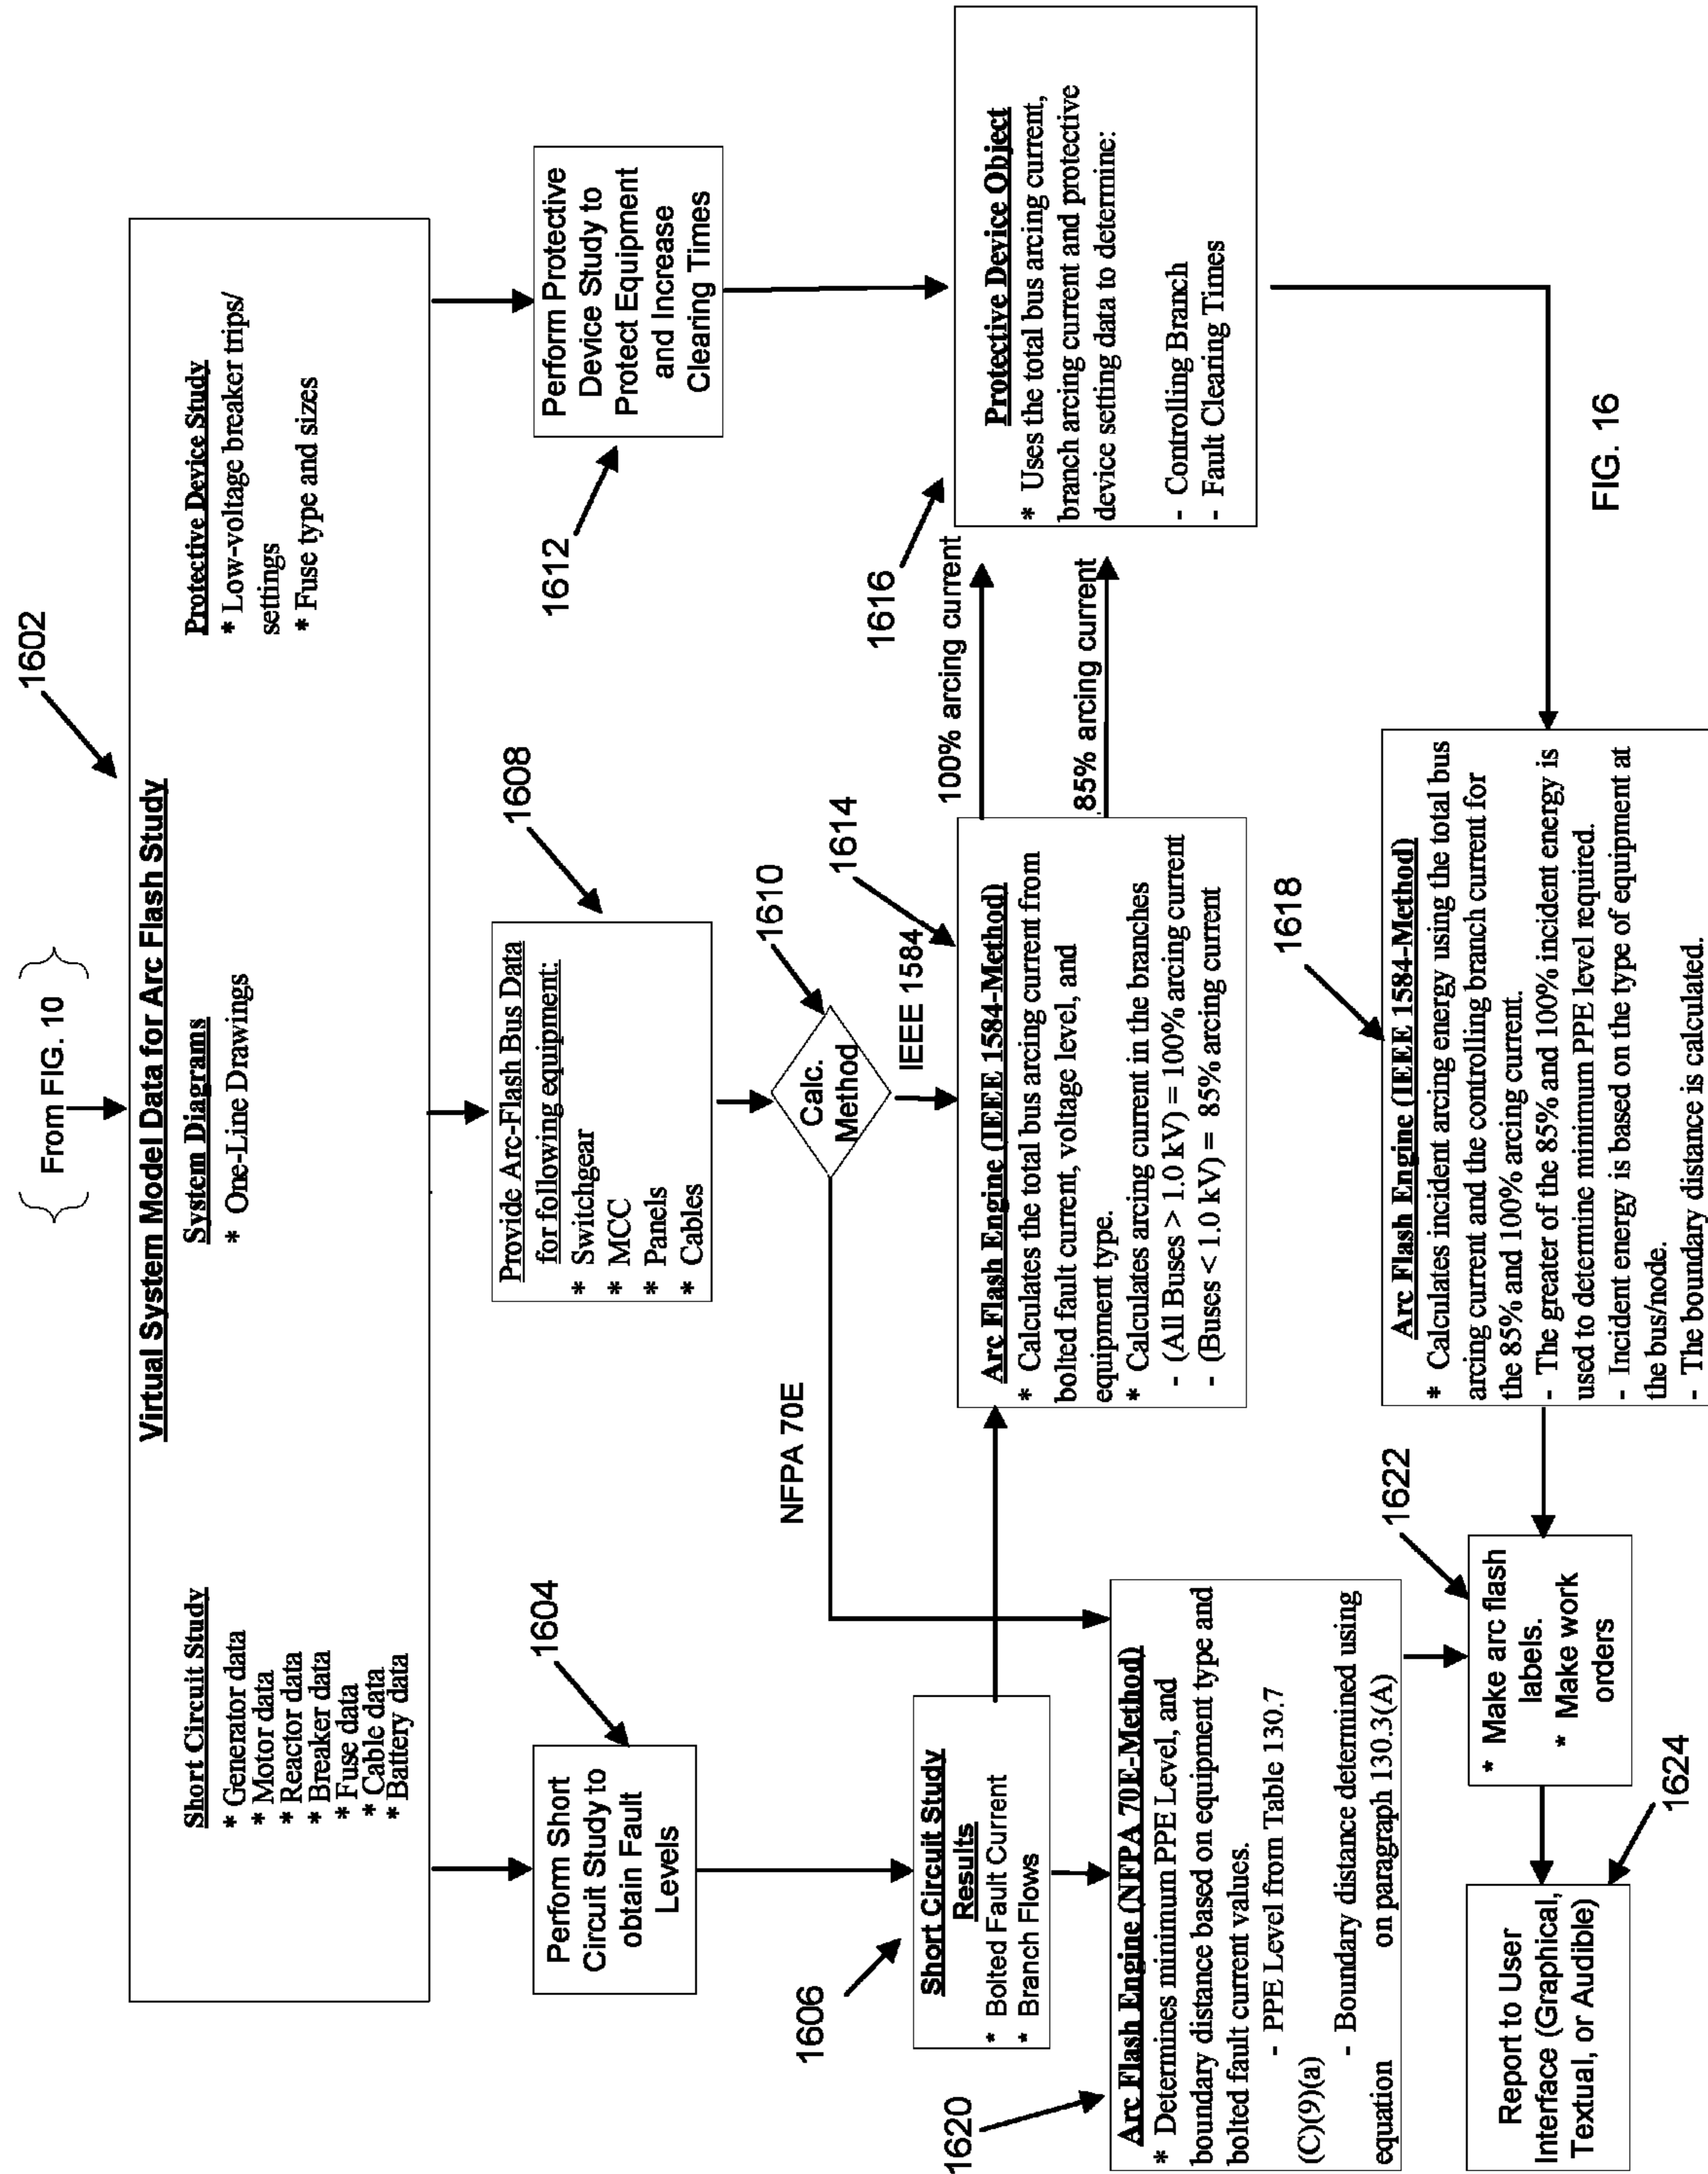 From FIG. 10
1602
Virtual System Model Data for Arc Flash Study
Short Circuit Study
* Generator data
* Motor data
* Reactor data
* Breaker data
* Fuse data
* Cable data
* Battery data
System Diagrams
* One-Line Drawings
Protective Device Study
* Low-voltage breaker trips/
settings
* Fuse type and sizes
1604
Perform Short
Circuit Study to
obtain Fault
Levels
1608
Provide Arc-Flash Bus Data
for following equipment:
* Switchgear
* MCC
* Panels
* Cables
1612
Perform Protective
Device Study to
Protect Equipment
and Increase
Clearing Times
1610
Calc.
Method
NFPA 70E
IEEE 1584
1606
Short Circuit Study
Results
* Bolted Fault Current
* Branch Flows
1614
Arc Flash Engine (IEEE 1584-Method)
* Calculates the total bus arcing current from
bolted fault current, voltage level, and
equipment type.
* Calculates arcing current in the branches
- (All Buses > 1.0 kV) = 100% arcing current
- (Buses < 1.0 kV) = 85% arcing current
100% arcing current
85% arcing current
1616
Protective Device Object
* Uses the total bus arcing current,
branch arcing current and protective
device setting data to determine:
- Controlling Branch
- Fault Clearing Times
1620
Arc Flash Engine (NFPA 70E-Method)
* Determines minimum PPE Level, and
boundary distance based on equipment type and
bolted fault current values.
- PPE Level from Table 130.7
(C)(9)(a)
- Boundary distance determined using
equation on paragraph 130.3(A)
1618
Arc Flash Engine (IEEE 1584-Method)
* Calculates incident arcing energy using the total bus
arcing current and the controlling branch current for
the 85% and 100% arcing current.
- The greater of the 85% and 100% incident energy is
used to determine minimum PPE level required.
- Incident energy is based on the type of equipment at
the bus/node.
- The boundary distance is calculated.
1622
* Make arc flash
labels.
* Make work
orders
1624
Report to User
Interface (Graphical,
Textual, or Audible)
FIG. 16